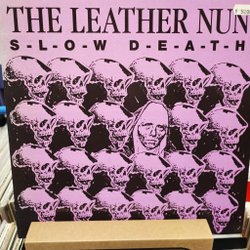 THE LEATHER NUN
S-L-O-W D-E-A-T-H